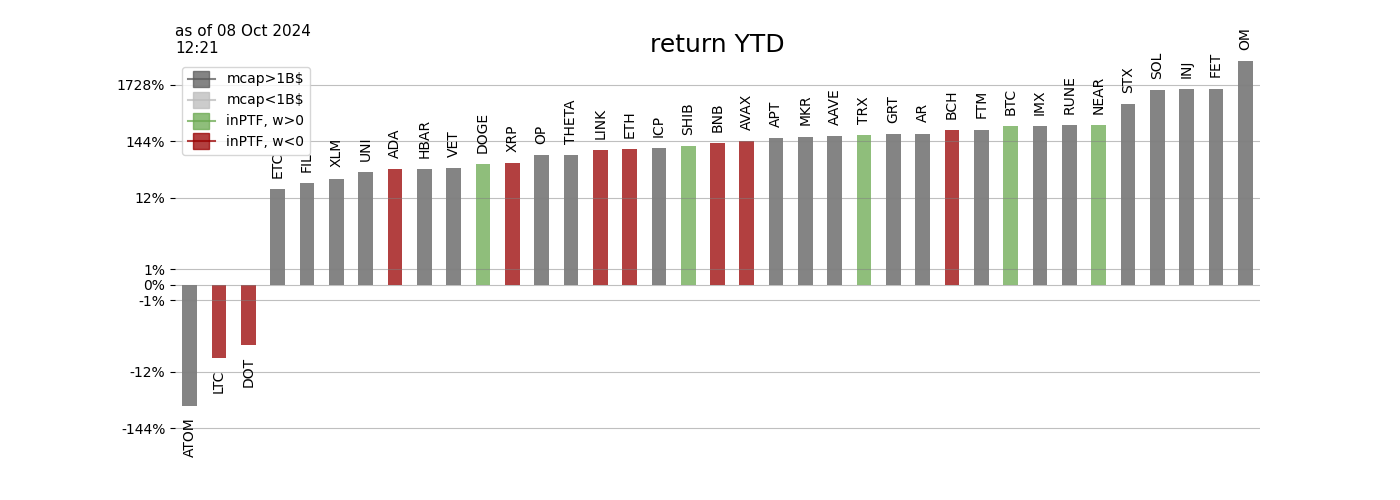 as of 08 Oct 2024
12:21
return YTD
mcap>1B$
mcap<1B$
inPTF, w>0
inPTF, w<0
1728%
144%
12%
1%
0%
-1%
-12%
-144%
ATOM
LTC
DOT
ETC
FIL
XLM
UNI
ADA
HBAR
VET
DOGE
XRP
OP
THETA
LINK
ETH
ICP
SHIB
BNB
AVAX
APT
MKR
AAVE
TRX
GRT
AR
BCH
FTM
BTC
IMX
RUNE
NEAR
STX
SOL
INJ
FET
OM